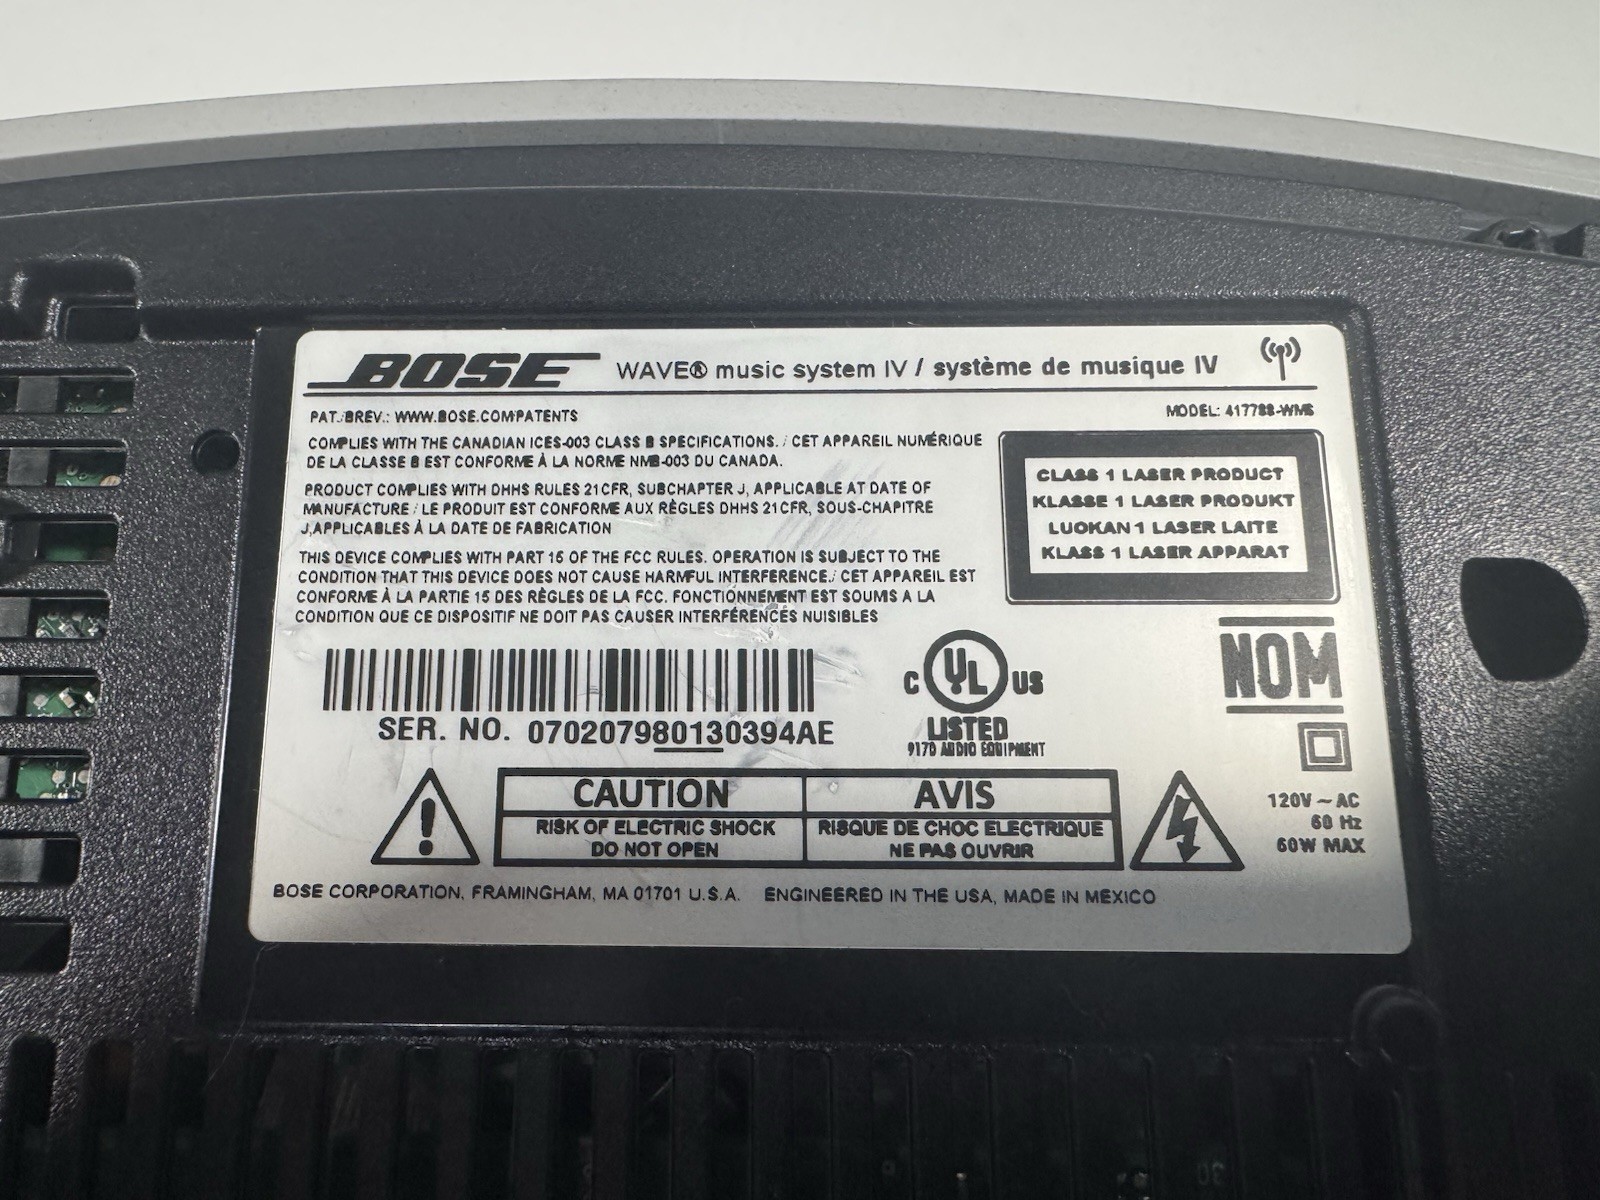 BOSE WAVE® music system IV / système de musique IV
PAT./BREV.: WWW.BOSE.COM/PATENTS
MODEL: 417788-WMS
COMPLIES WITH THE CANADIAN ICES-003 CLASS B SPECIFICATIONS. / CET APPAREIL NUMÉRIQUE
DE LA CLASSE B EST CONFORME À LA NORME NMB-003 DU CANADA.
PRODUCT COMPLIES WITH DHHS RULES 21CFR, SUBCHAPTER J, APPLICABLE AT DATE OF
MANUFACTURE / LE PRODUIT EST CONFORME AUX RÈGLES DHHS 21CFR, SOUS-CHAPITRE
J,APPLICABLES À LA DATE DE FABRICATION
THIS DEVICE COMPLIES WITH PART 15 OF THE FCC RULES. OPERATION IS SUBJECT TO THE
CONDITION THAT THIS DEVICE DOES NOT CAUSE HARMFUL INTERFERENCE./ CET APPAREIL EST
CONFORME À LA PARTIE 15 DES RÈGLES DE LA FCC. FONCTIONNEMENT EST SOUMS A LA
CONDITION QUE CE DISPOSITIF NE DOIT PAS CAUSER INTERFÉRENCES NUISIBLES
CLASS 1 LASER PRODUCT
KLASSE 1 LASER PRODUKT
LUOKAN 1 LASER LAITE
KLASS 1 LASER APPARAT
SER. NO. 070207980130394AE
C UL US
LISTED
917D AUDIO EQUIPMENT
NOM
CAUTION
RISK OF ELECTRIC SHOCK
DO NOT OPEN
AVIS
RISQUE DE CHOC ELECTRIQUE
NE PAS OUVRIR
120V ~ AC
60 Hz
60W MAX
BOSE CORPORATION, FRAMINGHAM, MA 01701 U.S.A. ENGINEERED IN THE USA, MADE IN MEXICO